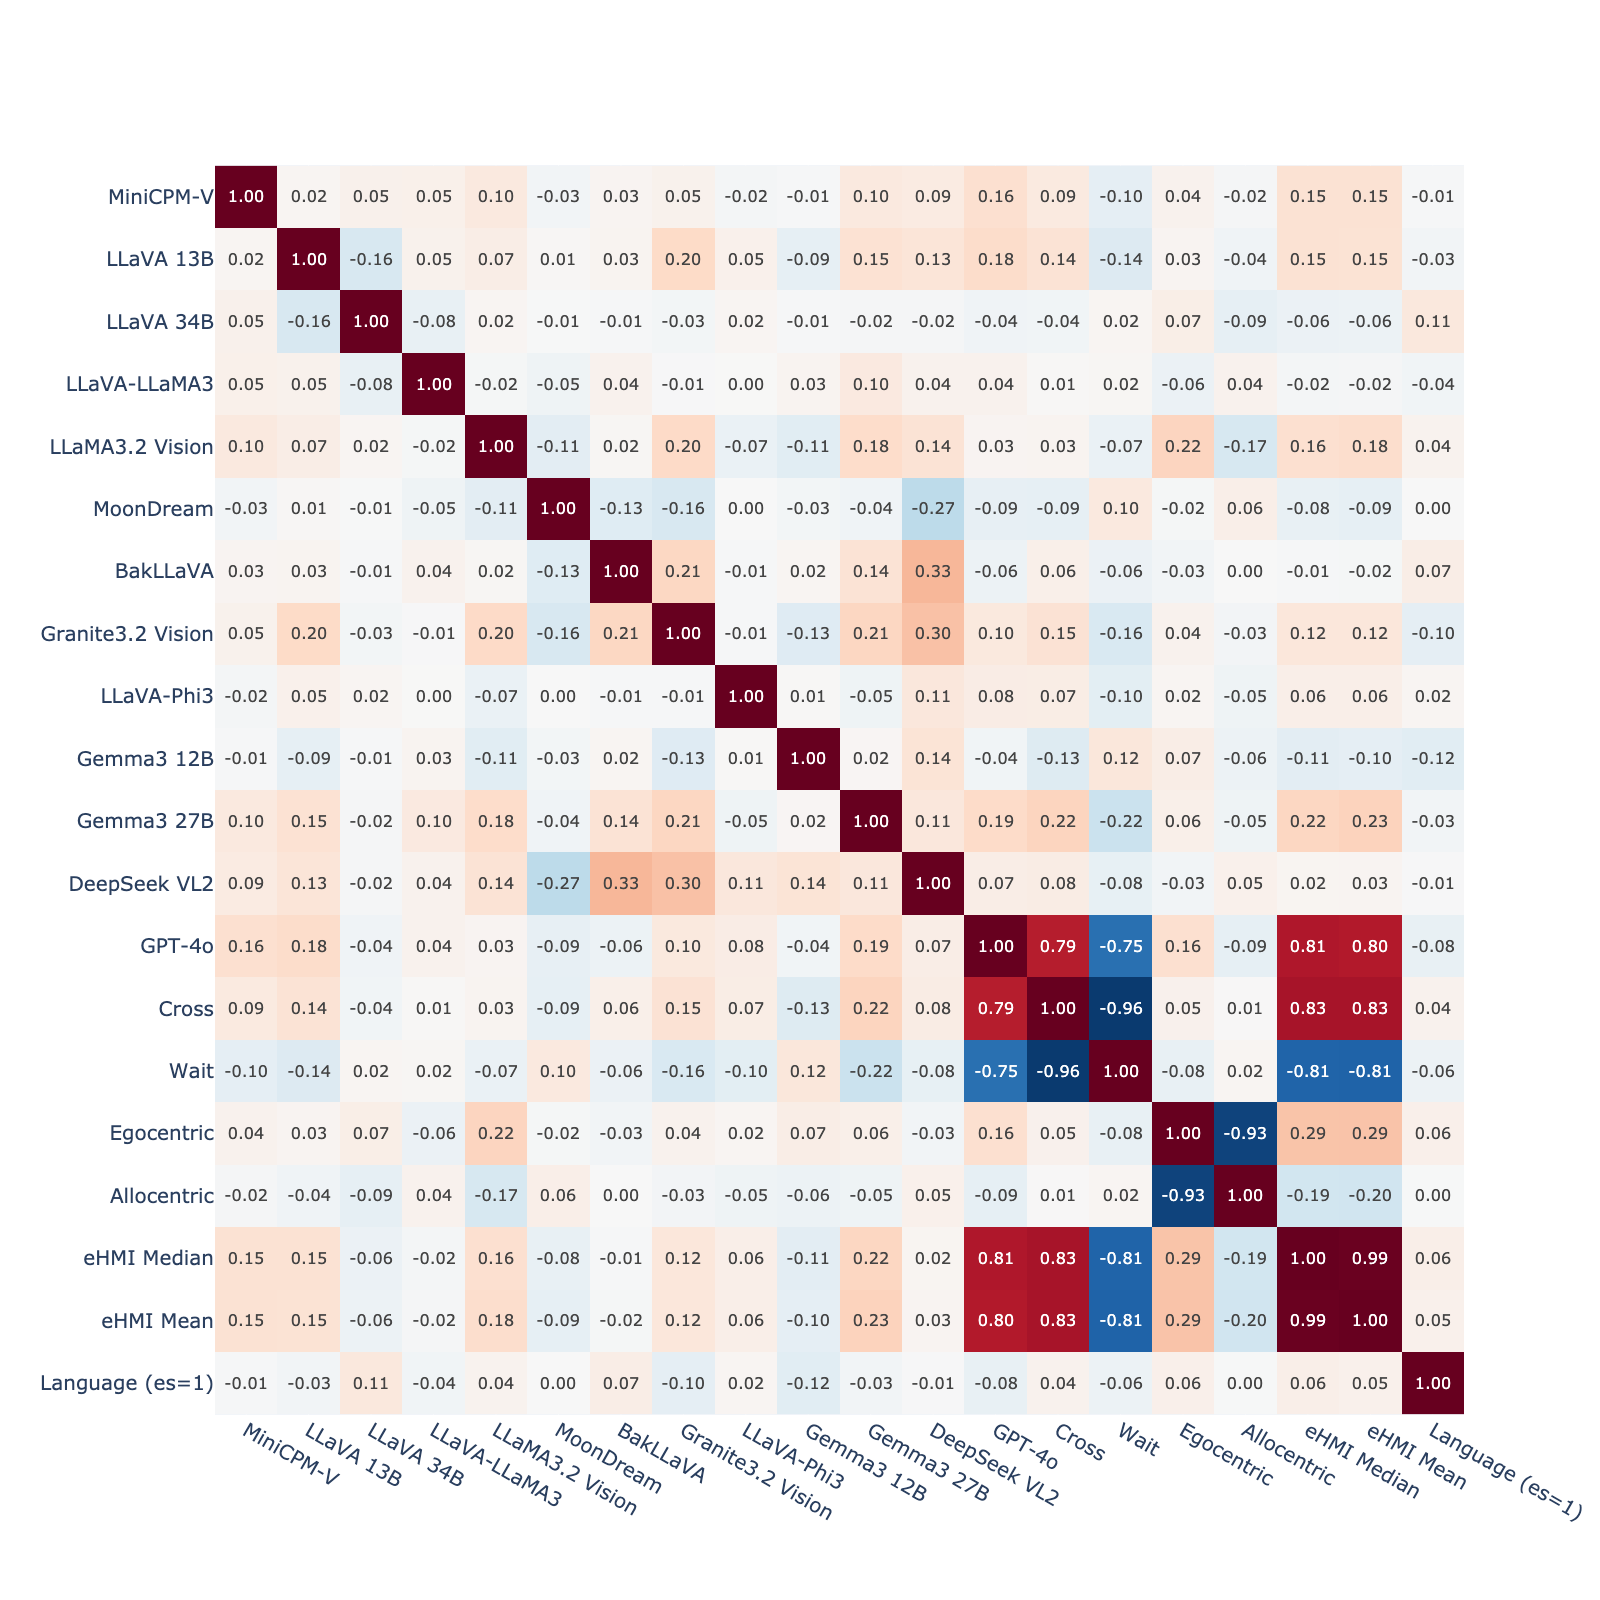 MiniCPM-V 1.00 0.02 0.05 0.05 0.10 -0.03 0.03 0.05 -0.02 -0.01 0.10 0.09 0.16 0.09 -0.10 0.04 -0.02 0.15 0.15 -0.01
LLaVA 13B 0.02 1.00 -0.16 0.05 0.07 0.01 0.03 0.20 0.05 -0.09 0.15 0.13 0.18 0.14 -0.14 0.03 -0.04 0.15 0.15 -0.03
LLaVA 34B 0.05 -0.16 1.00 -0.08 0.02 -0.01 -0.01 -0.03 0.02 -0.01 -0.02 -0.02 -0.04 -0.04 0.02 0.07 -0.09 -0.06 -0.06 0.11
LLaVA-LLaMA3 0.05 0.05 -0.08 1.00 -0.02 -0.05 0.04 -0.01 0.00 0.03 0.10 0.04 0.04 0.01 0.02 -0.06 0.04 -0.02 -0.02 -0.04
LLaMA3.2 Vision 0.10 0.07 0.02 -0.02 1.00 -0.11 0.02 0.20 -0.07 -0.11 0.18 0.14 0.03 0.03 -0.07 0.22 -0.17 0.16 0.18 0.04
MoonDream -0.03 0.01 -0.01 -0.05 -0.11 1.00 -0.13 -0.16 0.00 -0.03 -0.04 -0.27 -0.09 -0.09 0.10 -0.02 0.06 -0.08 -0.09 0.00
BakLLaVA 0.03 0.03 -0.01 0.04 0.02 -0.13 1.00 0.21 -0.01 0.02 0.14 0.33 -0.06 0.06 -0.06 -0.03 0.00 -0.01 -0.02 0.07
Granite3.2 Vision 0.05 0.20 -0.03 -0.01 0.20 -0.16 0.21 1.00 -0.01 -0.13 0.21 0.30 0.10 0.15 -0.16 0.04 -0.03 0.12 0.12 -0.10
LLaVA-Phi3 -0.02 0.05 0.02 0.00 -0.07 0.00 -0.01 -0.01 1.00 0.01 -0.05 0.11 0.08 0.07 -0.10 0.02 -0.05 0.06 0.06 0.02
Gemma3 12B -0.01 -0.09 -0.01 0.03 -0.11 -0.03 0.02 -0.13 0.01 1.00 0.02 0.14 -0.04 -0.13 0.12 0.07 -0.06 -0.11 -0.10 -0.12
Gemma3 27B 0.10 0.15 -0.02 0.10 0.18 -0.04 0.14 0.21 -0.05 0.02 1.00 0.11 0.19 0.22 -0.22 0.06 -0.05 0.22 0.23 -0.03
DeepSeek VL2 0.09 0.13 -0.02 0.04 0.14 -0.27 0.33 0.30 0.11 0.14 0.11 1.00 0.07 0.08 -0.08 -0.03 0.05 0.02 0.03 -0.01
GPT-4o 0.16 0.18 -0.04 0.04 0.03 -0.09 -0.06 0.10 0.08 -0.04 0.19 0.07 1.00 0.79 -0.75 0.16 -0.09 0.81 0.80 -0.08
Cross 0.09 0.14 -0.04 0.01 0.03 -0.09 0.06 0.15 0.07 -0.13 0.22 0.08 0.79 1.00 -0.96 0.05 0.01 0.83 0.83 0.04
Wait -0.10 -0.14 0.02 0.02 -0.07 0.10 -0.06 -0.16 -0.10 0.12 -0.22 -0.08 -0.75 -0.96 1.00 -0.08 0.02 -0.81 -0.81 -0.06
Egocentric 0.04 0.03 0.07 -0.06 0.22 -0.02 -0.03 0.04 0.02 0.07 0.06 -0.03 0.16 0.05 -0.08 1.00 -0.93 0.29 0.29 0.06
Allocentric -0.02 -0.04 -0.09 0.04 -0.17 0.06 0.00 -0.03 -0.05 -0.06 -0.05 0.05 -0.09 0.01 0.02 -0.93 1.00 -0.19 -0.20 0.00
eHMI Median 0.15 0.15 -0.06 -0.02 0.16 -0.08 -0.01 0.12 0.06 -0.11 0.22 0.02 0.81 0.83 -0.81 0.29 -0.19 1.00 0.99 0.06
eHMI Mean 0.15 0.15 -0.06 -0.02 0.18 -0.09 -0.02 0.12 0.06 -0.10 0.23 0.03 0.80 0.83 -0.81 0.29 -0.20 0.99 1.00 0.05
Language (es=1) -0.01 -0.03 0.11 -0.04 0.04 0.00 0.07 -0.10 0.02 -0.12 -0.03 -0.01 -0.08 0.04 -0.06 0.06 0.00 0.06 0.05 1.00
MiniCPM-V
LLaVA 13B
LLaVA 34B
LLaVA-LLaMA3
LLaMA3.2 Vision
MoonDream
BakLLaVA
Granite3.2 Vision
LLaVA-Phi3
Gemma3 12B
Gemma3 27B
DeepSeek VL2
GPT-4o
Cross
Wait
Egocentric
Allocentric
eHMI Median
eHMI Mean
Language (es=1)